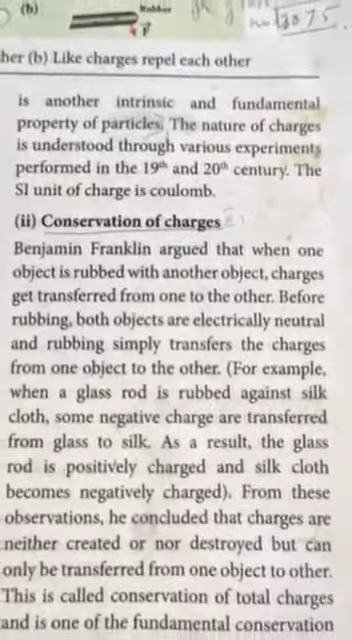 (b)
Rubber
her (b) Like charges repel each other
is another intrinsic and fundamental
property of particles. The nature of charges
is understood through various experiments
performed in the 19th and 20th century. The
SI unit of charge is coulomb.
(ii) Conservation of charges
Benjamin Franklin argued that when one
object is rubbed with another object, charges
get transferred from one to the other. Before
rubbing, both objects are electrically neutral
and rubbing simply transfers the charges
from one object to the other. (For example,
when a glass rod is rubbed against silk
cloth, some negative charge are transferred
from glass to silk. As a result, the glass
rod is positively charged and silk cloth
becomes negatively charged). From these
observations, he concluded that charges are
neither created or nor destroyed but can
only be transferred from one object to other.
This is called conservation of total charges
and is one of the fundamental conservation